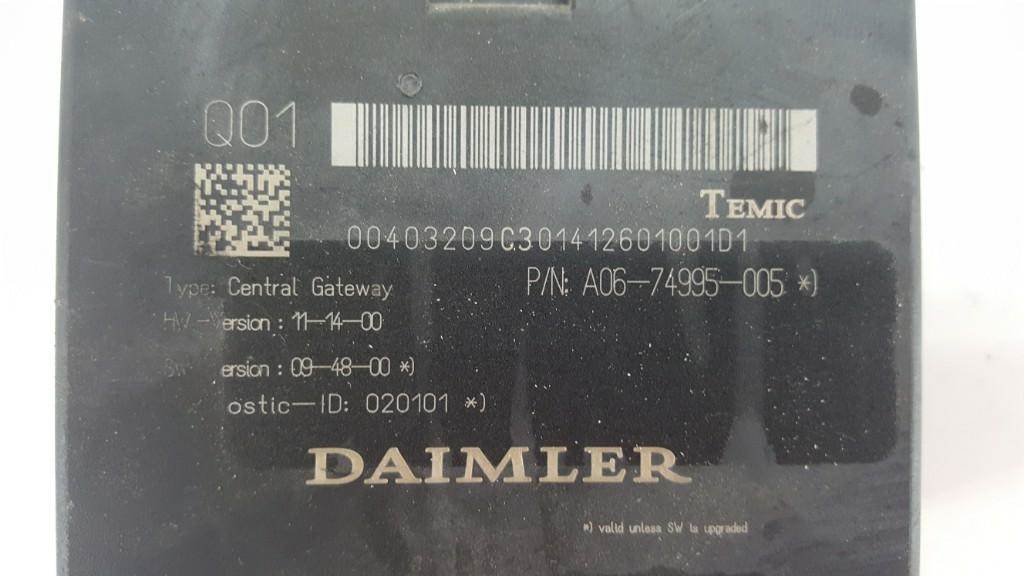 Q01
TEMIC
00403209C301412601001D1
Type: Central Gateway
P/N: A06-74995-005 *)
HW-Version : 11-14-00
ersion : 09-48-00 *)
ostic-ID: 020101 *)
DAIMLER
*) valid unless SW is upgraded